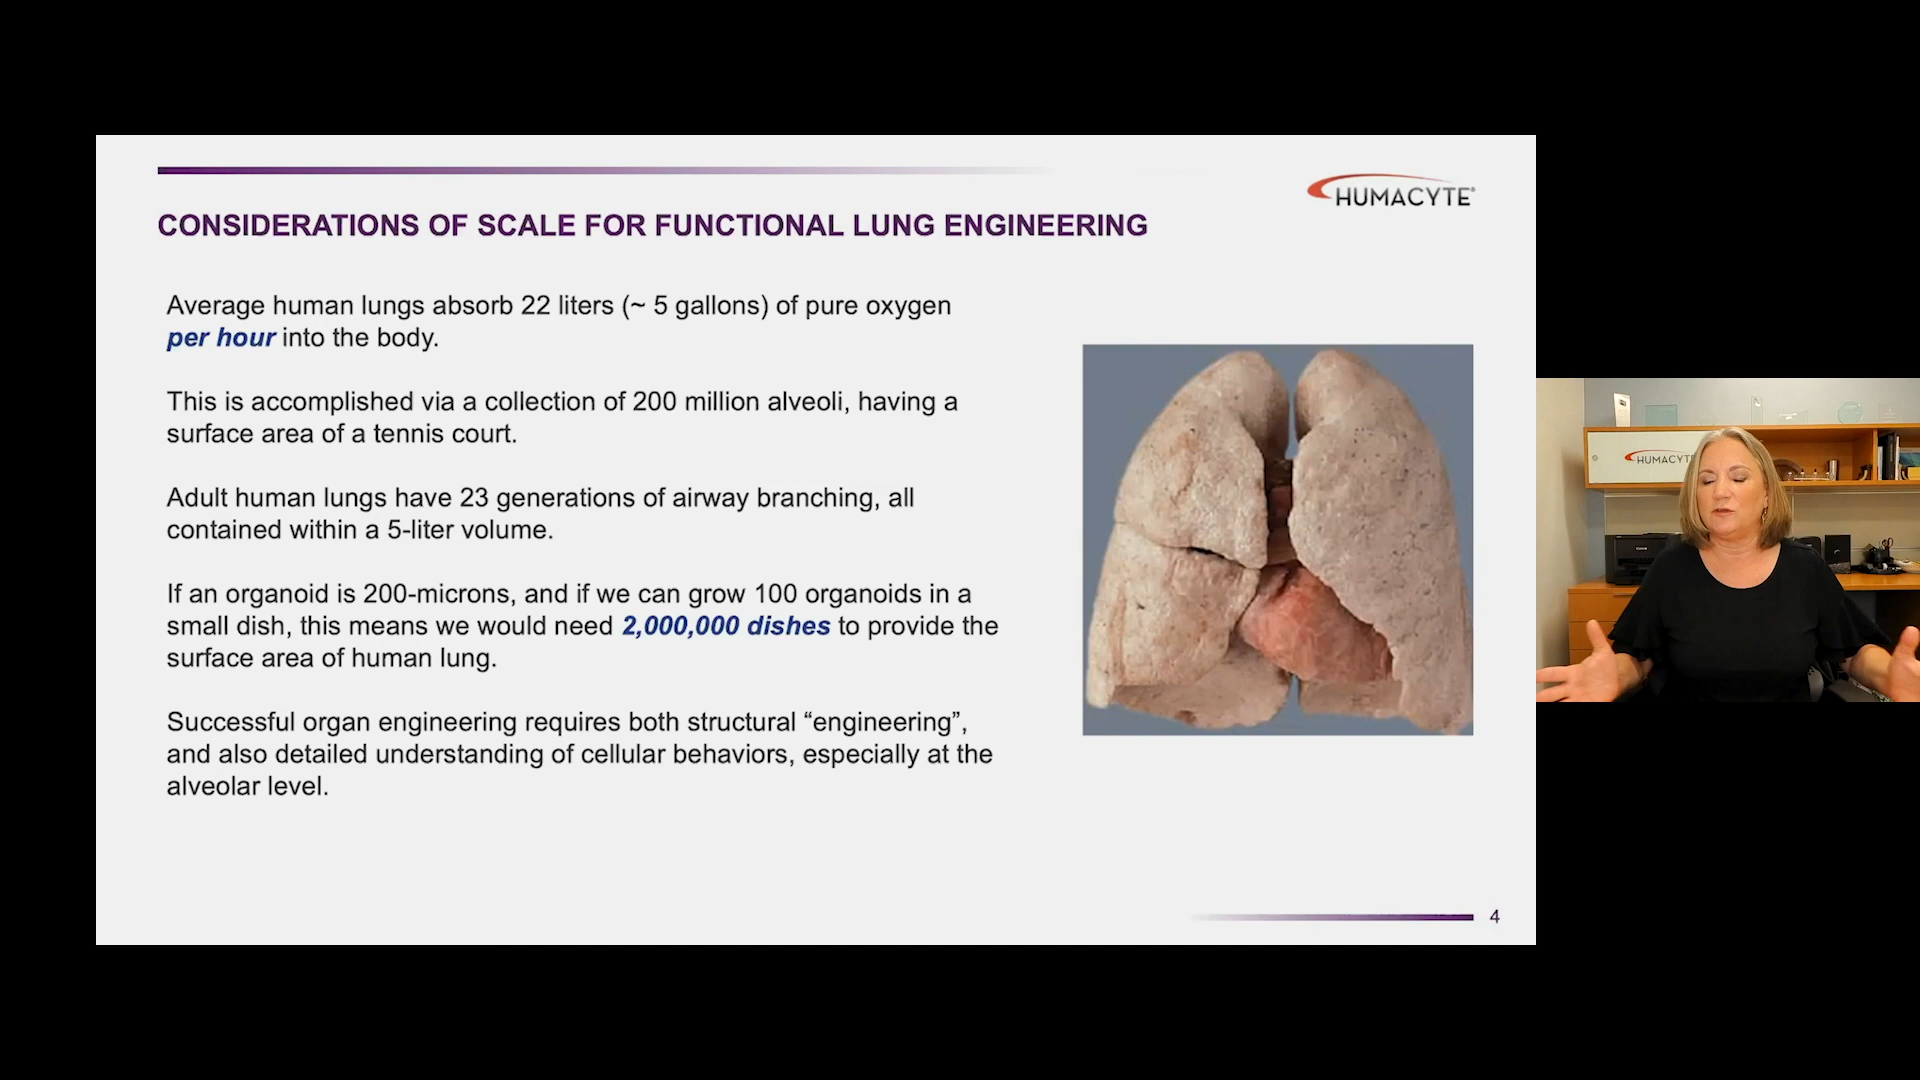 HUMACYTE®
CONSIDERATIONS OF SCALE FOR FUNCTIONAL LUNG ENGINEERING
Average human lungs absorb 22 liters (~ 5 gallons) of pure oxygen
per hour into the body.
This is accomplished via a collection of 200 million alveoli, having a
surface area of a tennis court.
Adult human lungs have 23 generations of airway branching, all
contained within a 5-liter volume.
If an organoid is 200-microns, and if we can grow 100 organoids in a
small dish, this means we would need 2,000,000 dishes to provide the
surface area of human lung.
Successful organ engineering requires both structural “engineering”,
and also detailed understanding of cellular behaviors, especially at the
alveolar level.
4
HUMACYTE
Canon